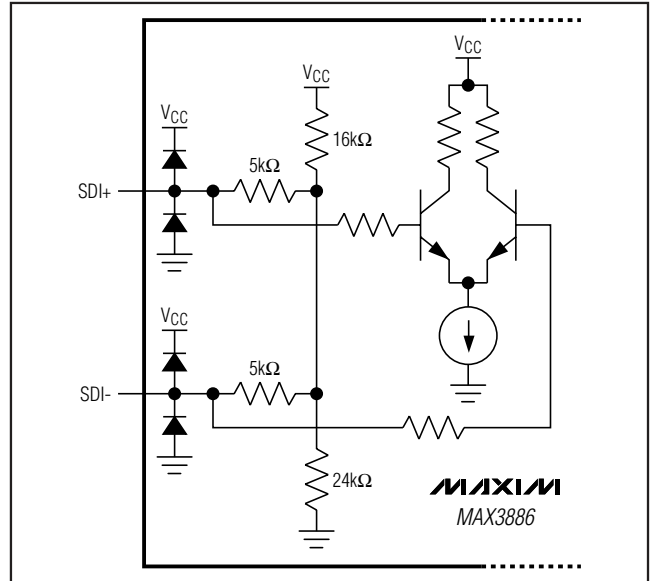 VCC
VCC
VCC
16kΩ
5kΩ
SDI+
VCC
5kΩ
SDI-
24kΩ
MAXIM
MAX3886